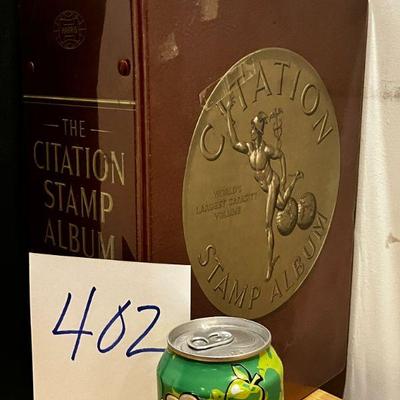 THE
CITATION
STAMP
ALBUM
CITATION
WORLD'S
LARGEST CAPACITY
VOLUME
STAMP ALBUM
402